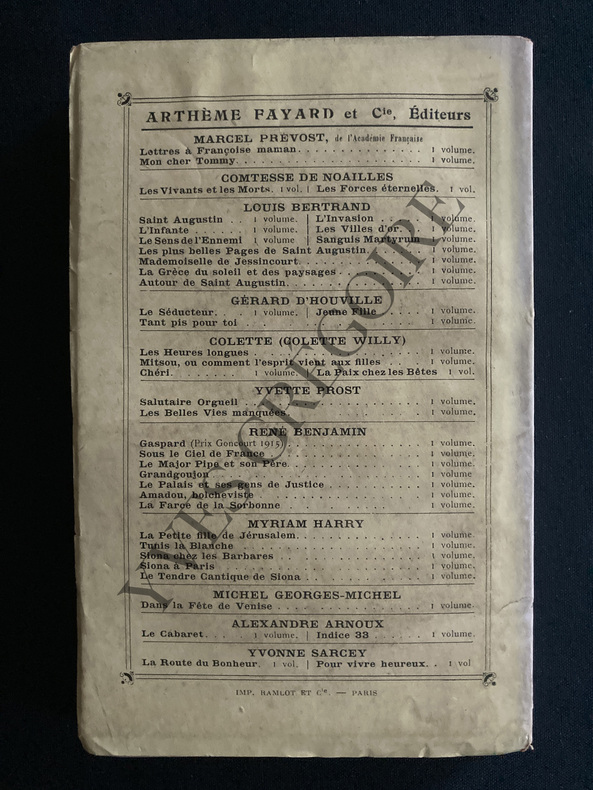 ARTHÈME FAYARD et Cie, Éditeurs
MARCEL PRÉVOST, de l'Académie Française
Lettres à Françoise maman. . . . . . . . . . . . . . . 1 volume.
Mon cher Tommy. . . . . . . . . . . . . . . . . . . . 1 volume.
COMTESSE DE NOAILLES
Les Vivants et les Morts. 1 vol. | Les Forces éternelles. 1 vol.
LOUIS BERTRAND
Saint Augustin . . 1 volume. | L'Invasion . . . . . 1 volume.
L'Infante . . . . . . 1 volume. | Les Villes d'or. . . 1 volume.
Le Sens de l'Ennemi 1 volume | Sanguis Martyrum 1 volume.
Les plus belles Pages de Saint Augustin. . . . . . . . 1 volume.
Mademoiselle de Jessincourt. . . . . . . . . . . . . . 1 volume.
La Grèce du soleil et des paysages . . . . . . . . . . 1 volume.
Autour de Saint Augustin. . . . . . . . . . . . . . . 1 volume.
GÉRARD D'HOUVILLE
Le Séducteur. . . 1 volume. | Jeune Fille . . . . 1 volume.
Tant pis pour toi . . . . . . . . . . . . . . . . . . 1 volume.
COLETTE (COLETTE WILLY)
Les Heures longues . . . . . . . . . . . . . . . . . 1 volume.
Mitsou, ou comment l'esprit vient aux filles . . . . . 1 volume.
Chéri. . . . . . . . 1 volume. | La Paix chez les Bêtes 1 vol.
YVETTE PROST
Salutaire Orgueil . . . . . . . . . . . . . . . . . . 1 volume.
Les Belles Vies manquées. . . . . . . . . . . . . . . 1 volume.
RENÉ BENJAMIN
Gaspard (Prix Goncourt 1915) . . . . . . . . . . . . . 1 volume.
Sous le Ciel de France . . . . . . . . . . . . . . . 1 volume.
Le Major Pipe et son Père. . . . . . . . . . . . . . 1 volume.
Grandgoujon . . . . . . . . . . . . . . . . . . . . . 1 volume
Le Palais et ses gens de Justice . . . . . . . . . . . 1 volume.
Amadou, bolcheviste . . . . . . . . . . . . . . . . . 1 volume.
La Farce de la Sorbonne . . . . . . . . . . . . . . . 1 volume.
MYRIAM HARRY
La Petite fille de Jérusalem. . . . . . . . . . . . . 1 volume.
Tunis la Blanche . . . . . . . . . . . . . . . . . . 1 volume.
Siona chez les Barbares . . . . . . . . . . . . . . . 1 volume.
Siona à Paris . . . . . . . . . . . . . . . . . . . . 1 volume.
Le Tendre Cantique de Siona . . . . . . . . . . . . . 1 volume.
MICHEL GEORGES-MICHEL
Dans la Fête de Venise . . . . . . . . . . . . . . . 1 volume.
ALEXANDRE ARNOUX
Le Cabaret. . . . 1 volume. | Indice 33 . . . . . . 1 volume.
YVONNE SARCEY
La Route du Bonheur. 1 vol. | Pour vivre heureux. . 1 vol
IMP. RAMLOT ET Cie. — PARIS
YVES GREGOIRE